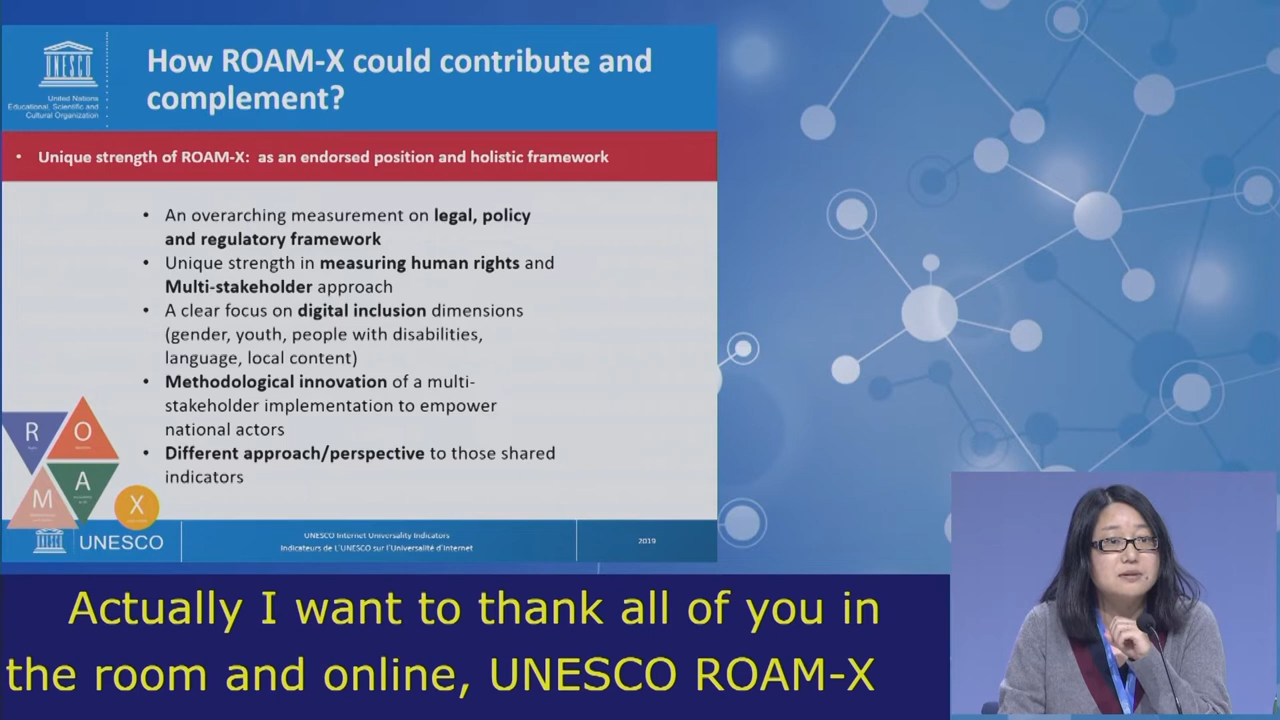 UNESCO
United Nations
Educational, Scientific and
Cultural Organization
How ROAM-X could contribute and
complement?
• Unique strength of ROAM-X: as an endorsed position and holistic framework
• An overarching measurement on legal, policy
and regulatory framework
• Unique strength in measuring human rights and
Multi-stakeholder approach
• A clear focus on digital inclusion dimensions
(gender, youth, people with disabilities,
language, local content)
• Methodological innovation of a multi-
stakeholder implementation to empower
national actors
• Different approach/perspective to those shared
indicators
R
O
A
M
X
UNESCO
UNESCO Internet Universality Indicators
Indicateurs de L'UNESCO sur l'Universalité d'Internet
2019
Actually I want to thank all of you in
the room and online, UNESCO ROAM-X